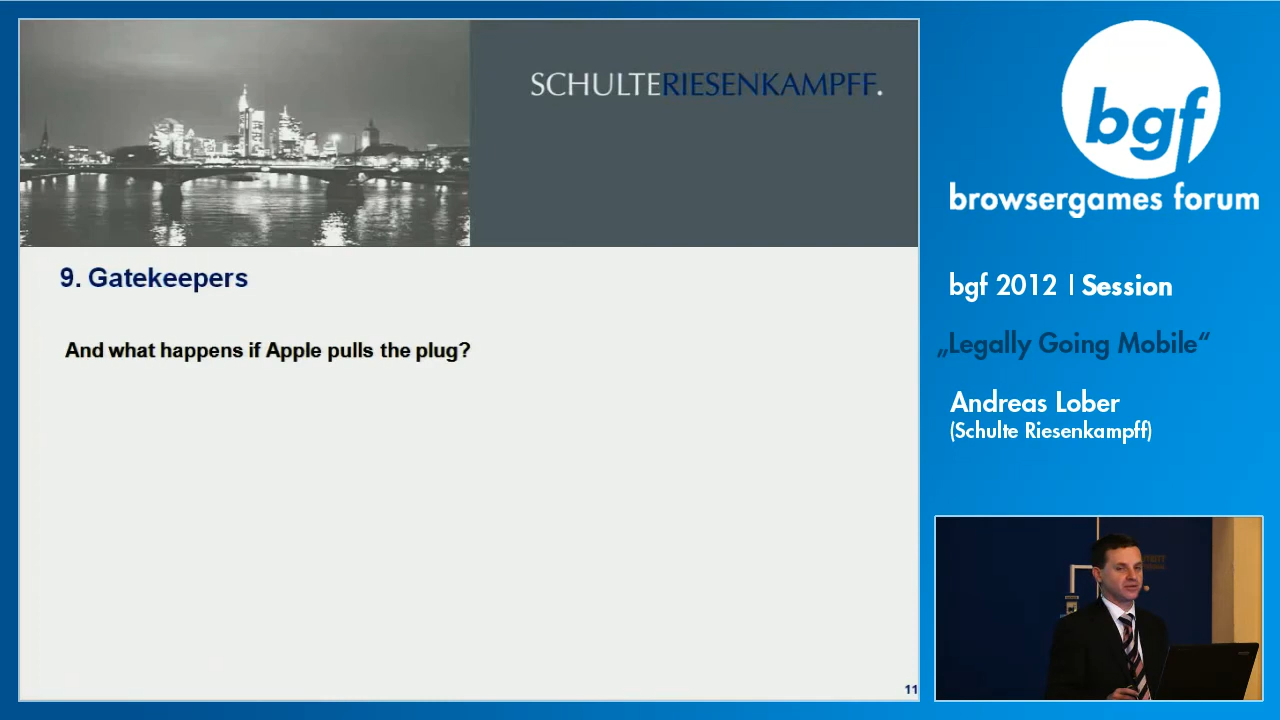 SCHULTERIESENKAMPFF.
9. Gatekeepers
And what happens if Apple pulls the plug?
11
bgf
browsergames forum
bgf 2012 | Session
„Legally Going Mobile“
Andreas Lober
(Schulte Riesenkampff)